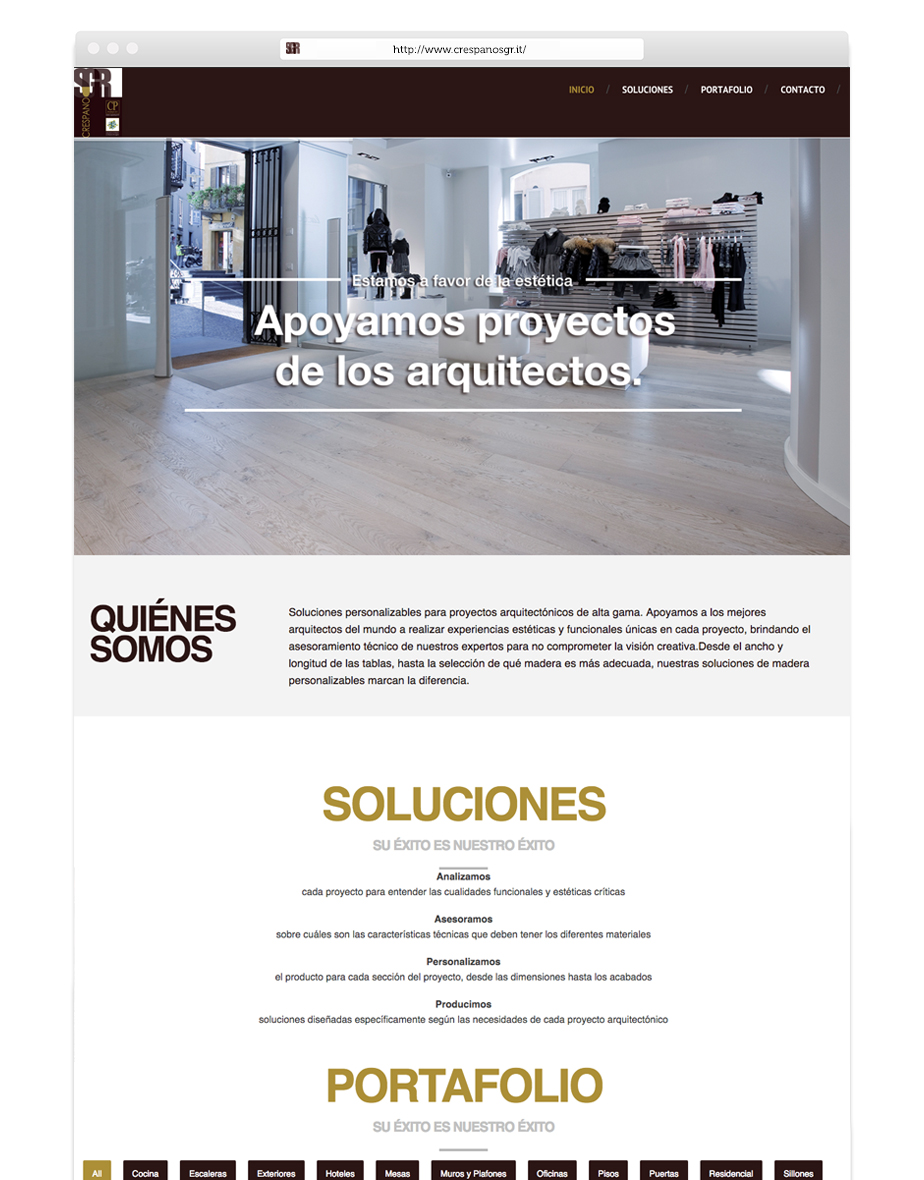 SGR
http://www.crespanosgr.it/
SGR
CRESPANO
CP
INICIO / SOLUCIONES / PORTAFOLIO / CONTACTO /
Estamos a favor de la estética
Apoyamos proyectos
de los arquitectos.
QUIÉNES
SOMOS
Soluciones personalizables para proyectos arquitectónicos de alta gama. Apoyamos a los mejores
arquitectos del mundo a realizar experiencias estéticas y funcionales únicas en cada proyecto, brindando el
asesoramiento técnico de nuestros expertos para no comprometer la visión creativa.Desde el ancho y
longitud de las tablas, hasta la selección de qué madera es más adecuada, nuestras soluciones de madera
personalizables marcan la diferencia.
SOLUCIONES
SU ÉXITO ES NUESTRO ÉXITO
Analizamos
cada proyecto para entender las cualidades funcionales y estéticas críticas
Asesoramos
sobre cuáles son las características técnicas que deben tener los diferentes materiales
Personalizamos
el producto para cada sección del proyecto, desde las dimensiones hasta los acabados
Producimos
soluciones diseñadas específicamente según las necesidades de cada proyecto arquitectónico
PORTAFOLIO
SU ÉXITO ES NUESTRO ÉXITO
All Cocina Escaleras Exteriores Hoteles Mesas Muros y Plafones Oficinas Pisos Puertas Residencial Sillones